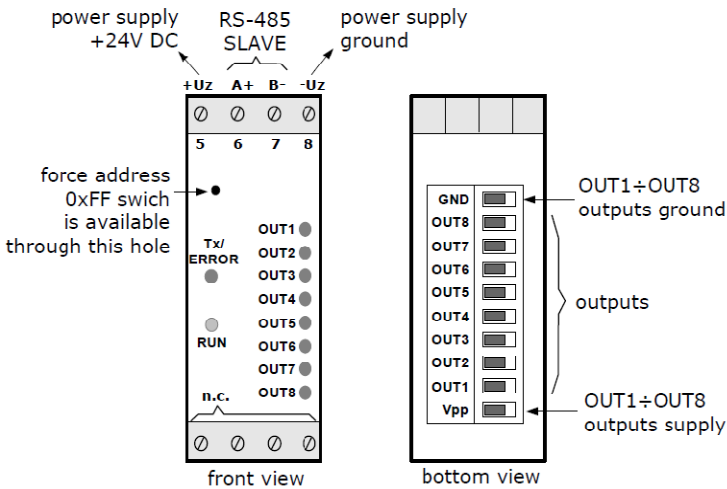 power supply
+24V DC
RS-485
SLAVE
power supply
ground
+Uz A+ B- -Uz
5 6 7 8
force address
0xFF swich
is available
through this hole
Tx/
ERROR
RUN
OUT1
OUT2
OUT3
OUT4
OUT5
OUT6
OUT7
OUT8
n.c.
front view
GND
OUT8
OUT7
OUT6
OUT5
OUT4
OUT3
OUT2
OUT1
Vpp
OUT1÷OUT8
outputs ground
outputs
OUT1÷OUT8
outputs supply
bottom view